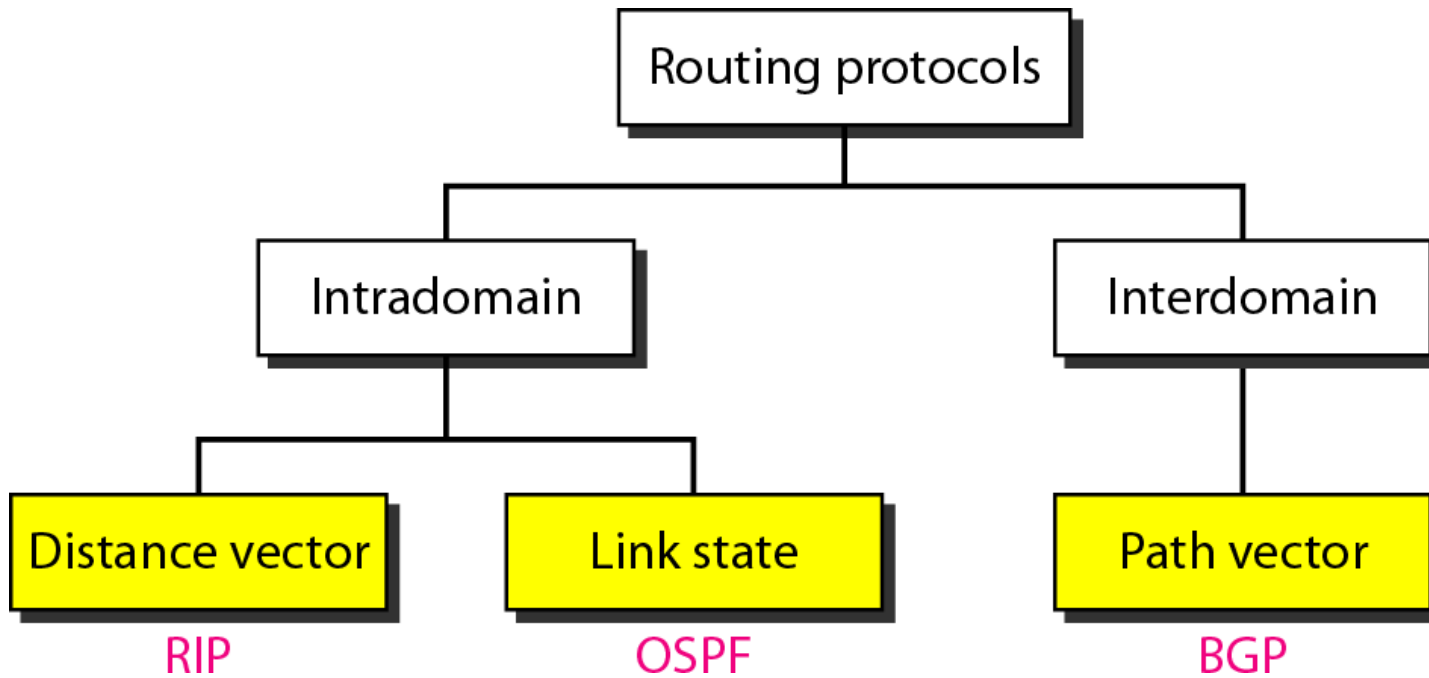 Routing protocols
Intradomain
Interdomain
Distance vector
Link state
Path vector
RIP
OSPF
BGP